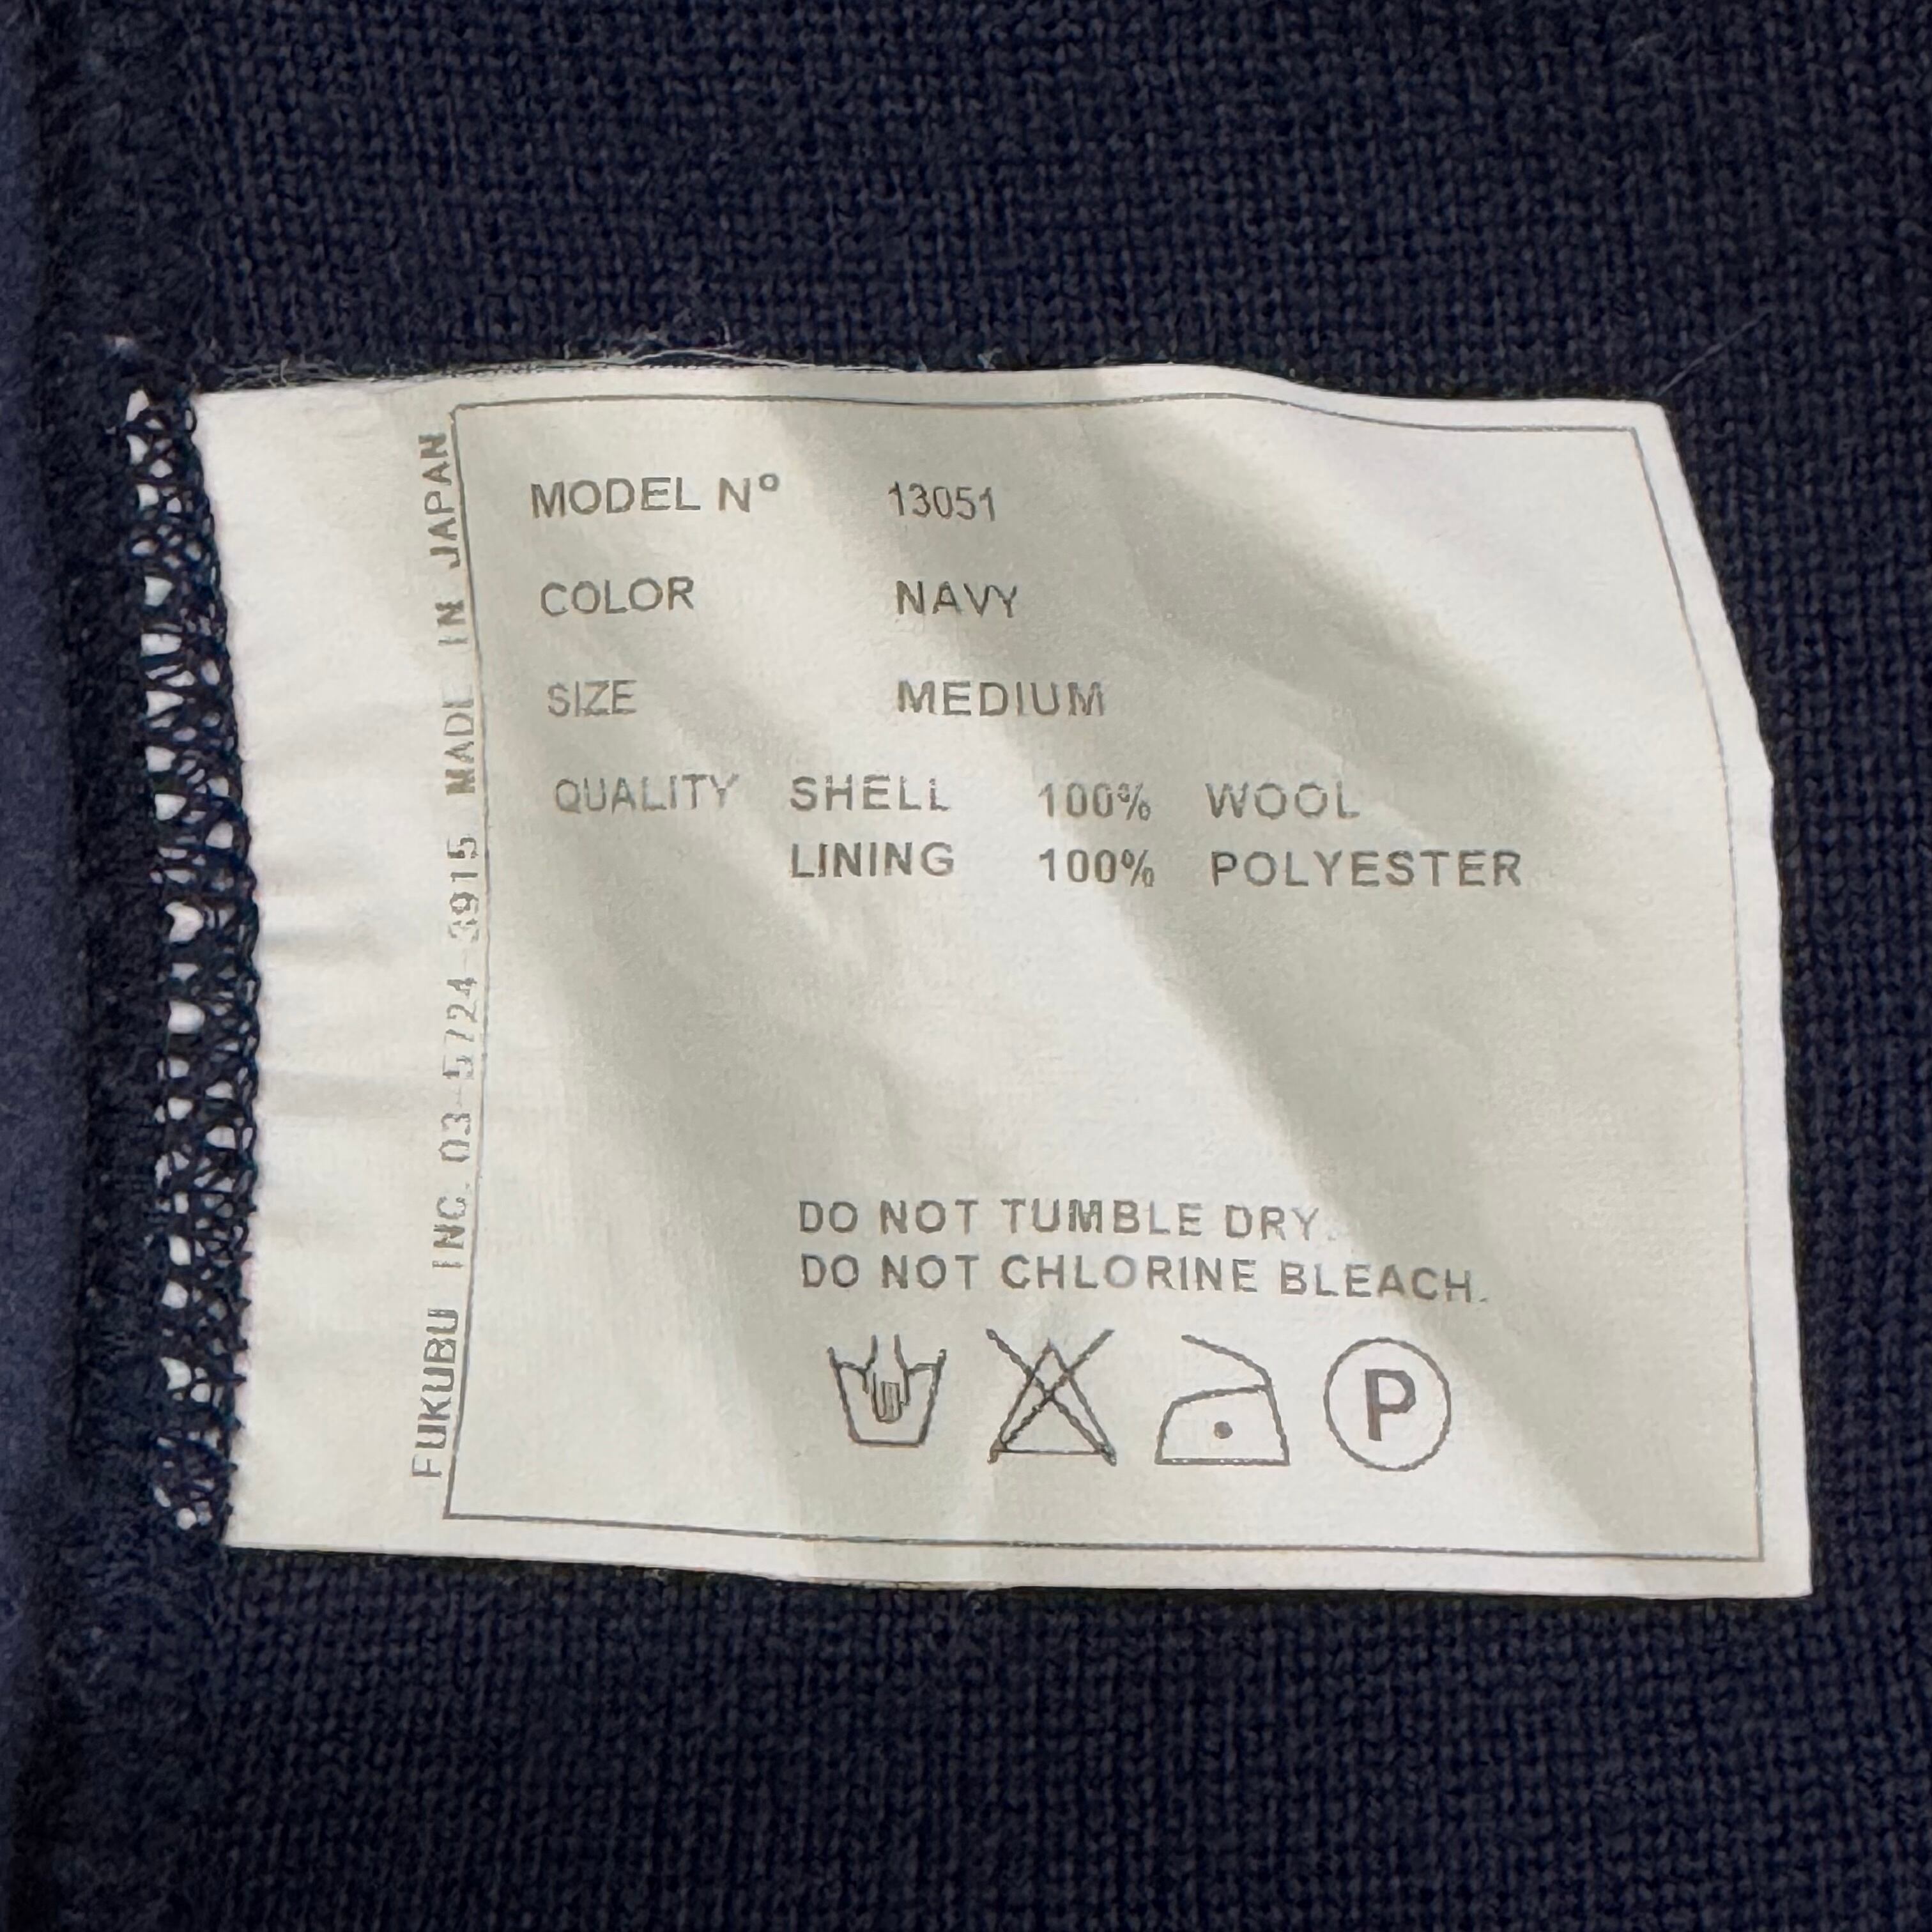 MODEL Nº 13051
COLOR NAVY
SIZE MEDIUM
QUALITY SHELL 100% WOOL
LINING 100% POLYESTER
DO NOT TUMBLE DRY.
DO NOT CHLORINE BLEACH.
P
FUKUBU INC. 03-5724-3915 MADE IN JAPAN